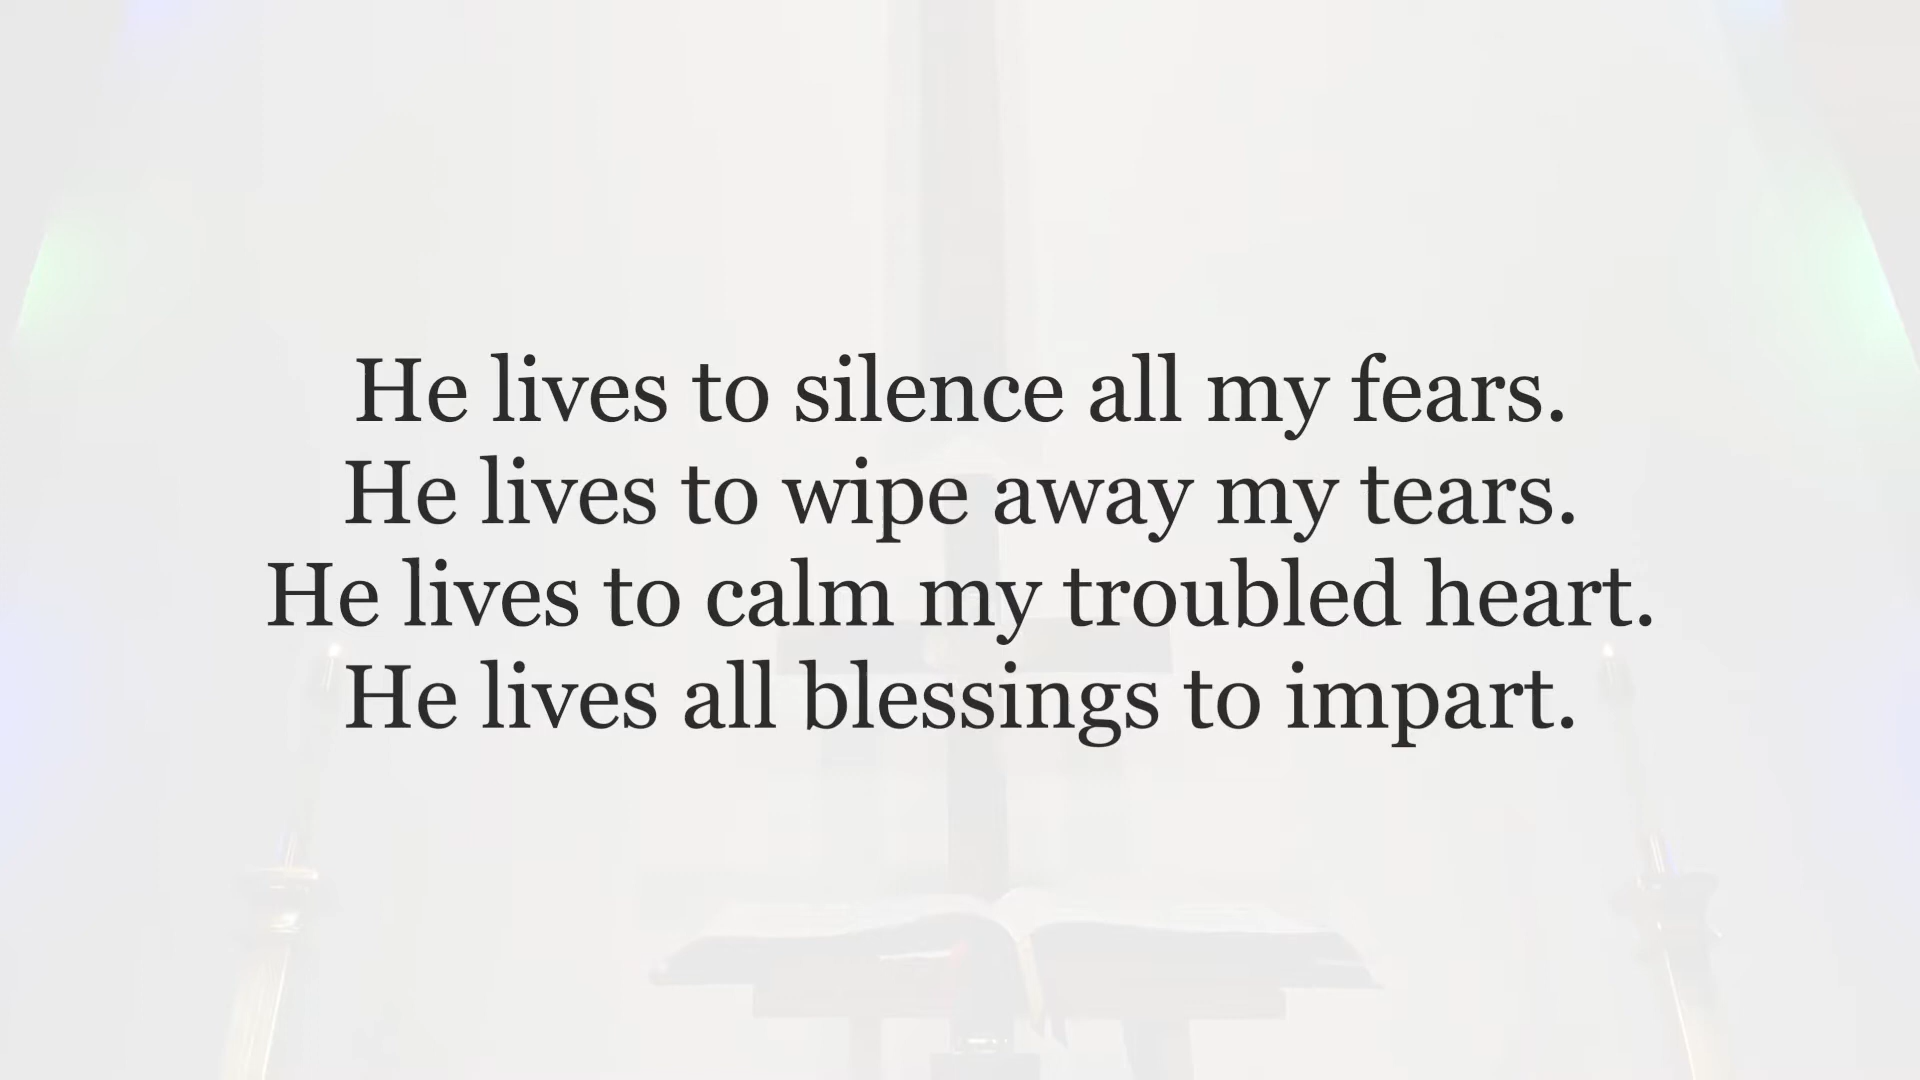 He lives to silence all my fears.
He lives to wipe away my tears.
He lives to calm my troubled heart.
He lives all blessings to impart.